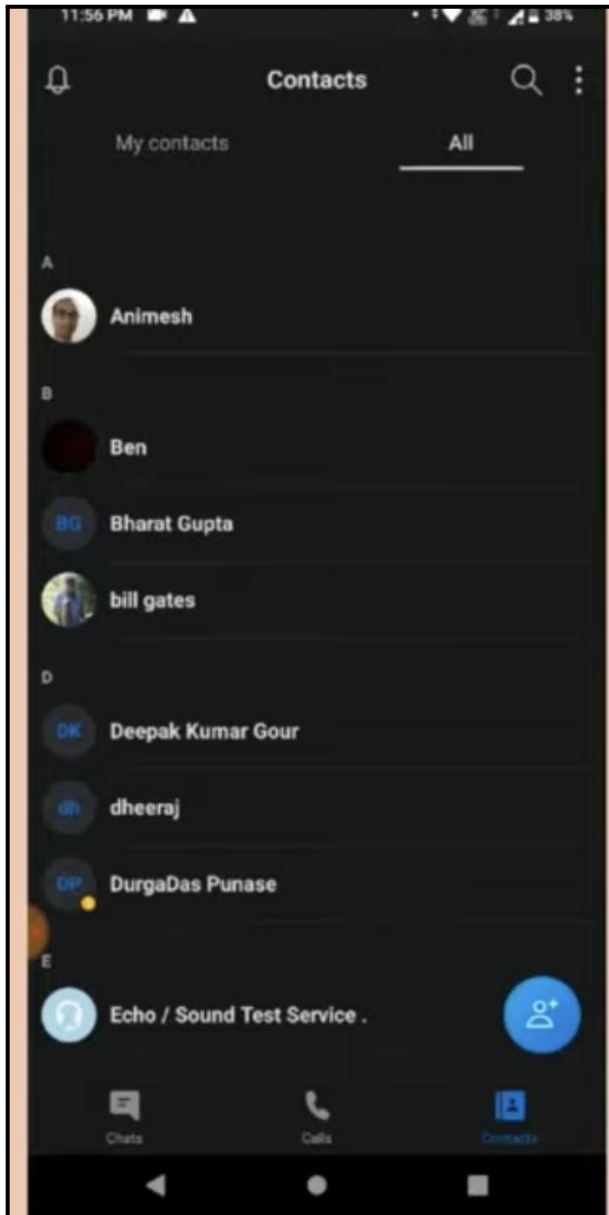 11:56 PM 38%
Contacts
My contacts All
A
Animesh
B
Ben
BG Bharat Gupta
bill gates
D
DK Deepak Kumar Gour
dh dheeraj
DP DurgaDas Punase
E
Echo / Sound Test Service .
Chats Calls Contacts